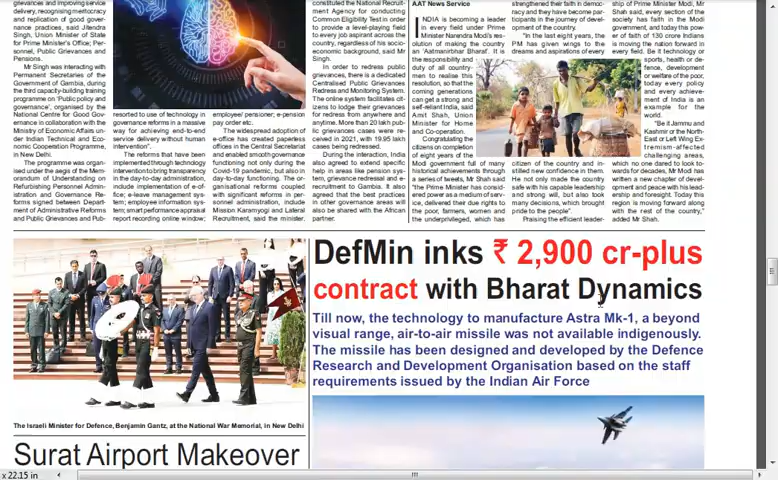 grievances and improving service
delivery, recognising meritocracy
and replication of good gover-
nance practices, said Jitendra
Singh, Union Minister of State
for Prime Minister's Office; Per-
sonnel, Public Grievances and
Pensions.
Mr Singh was interacting with
Permanent Secretaries of the
Government of Gambia, during
the third capacity-building training
programme on 'Public policy and
governance', organised by the
National Centre for Good Gov-
ernance in collaboration with the
Ministry of Economic Affairs un-
der Indian Technical and Eco-
nomic Cooperation Programme,
in New Delhi.
The programme was organ-
ised under the aegis of the Mem-
orandum of Understanding on
Refurbishing Personnel Admin-
istration and Governance Re-
forms signed between Depart-
ment of Administrative Reforms
and Public Grievances and Pub-
resorted to use of technology in
governance reforms in a massive
way for achieving end-to-end
service delivery without human
intervention".
The reforms that have been
implemented through technology
intervention to bring transparency
in the day-to-day administration,
include implementation of e-of-
fice; e-leave management sys-
tem; employee information sys-
tem; smart performance appraisal
report recording online window;
employee/ pensioner; e-pension
pay order etc.
The widespread adoption of
e-office has created paperless
offices in the Central Secretariat
and enabled smooth governance
functioning not only during the
Covid-19 pandemic, but also in
day-to-day functioning. The or-
ganisational reforms coupled
with significant reforms in per-
sonnel administration, include
Mission Karamyogi and Lateral
Recruitment, said the minister.
constituted the National Recruit-
ment Agency for conducting
Common Eligibility Test in order
to provide a level-playing field
to every job aspirant across the
country, regardless of his socio-
economic background, said Mr
Singh.
In order to redress public
grievances, there is a dedicated
Centralised Public Grievances
Redress and Monitoring System.
The online system facilitates cit-
izens to lodge their grievances
for redress from anywhere and
anytime. More than 20 lakh pub-
lic grievances cases were re-
ceived in 2021, with 19.95 lakh
cases being redressed.
During the interaction, India
also agreed to extend specific
help in areas like pension sys-
tem, grievance redressal and e-
recruitment to Gambia. It also
agreed that the best practices
in other governance areas will
also be shared with the African
partner.
AAT News Service
INDIA is becoming a leader
in every field under Prime
Minister Narendra Modi's res-
olution of making the country
an 'Aatmanirbhar Bharat'. It is
the responsibility and
duty of all country-
men to realise this
resolution, so that the
coming generations
can get a strong and
self-reliant India, said
Amit Shah, Union
Minister for Home
and Co-operation.
Congratulating the
citizens on completion
of eight years of the
Modi government full of many
historical achievements through
a series of tweets, Mr Shah said
"the Prime Minister has consid-
ered power as a medium of serv-
ice, delivered their due rights to
the poor, farmers, women and
the underprivileged, which has
strengthened their faith in democ-
racy and they have become par-
ticipants in the journey of devel-
opment of the country.
"In the last eight years, the
PM has given wings to the
dreams and aspirations of every
citizen of the country and in-
stilled new confidence in them.
He not only made the country
safe with his capable leadership
and strong will, but also took
many decisions, which brought
pride to the people".
Praising the efficient leader-
ship of Prime Minister Modi, Mr
Shah said, every section of the
society has faith in the Modi
government, and today this pow-
er of faith of 130 crore Indians
is moving the nation forward in
every field. Be it technology or
sports, health or de-
fence, development
or welfare of the poor,
today every policy
and every achieve-
ment of India is an
example for the
world.
"Be it Jammu and
Kashmir or the North-
East or Left Wing Ex-
tremism-affected
challenging areas,
which no one dared to look to-
wards for decades, Mr Modi has
written a new chapter of devel-
opment and peace with his lead-
ership and foresight. Today this
region is moving forward along
with the rest of the country,"
added Mr Shah.
The Israeli Minister for Defence, Benjamin Gantz, at the National War Memorial, in New Delhi
Surat Airport Makeover
DefMin inks ₹ 2,900 cr-plus
contract with Bharat Dynamics
Till now, the technology to manufacture Astra Mk-1, a beyond
visual range, air-to-air missile was not available indigenously.
The missile has been designed and developed by the Defence
Research and Development Organisation based on the staff
requirements issued by the Indian Air Force
x 22.15 in